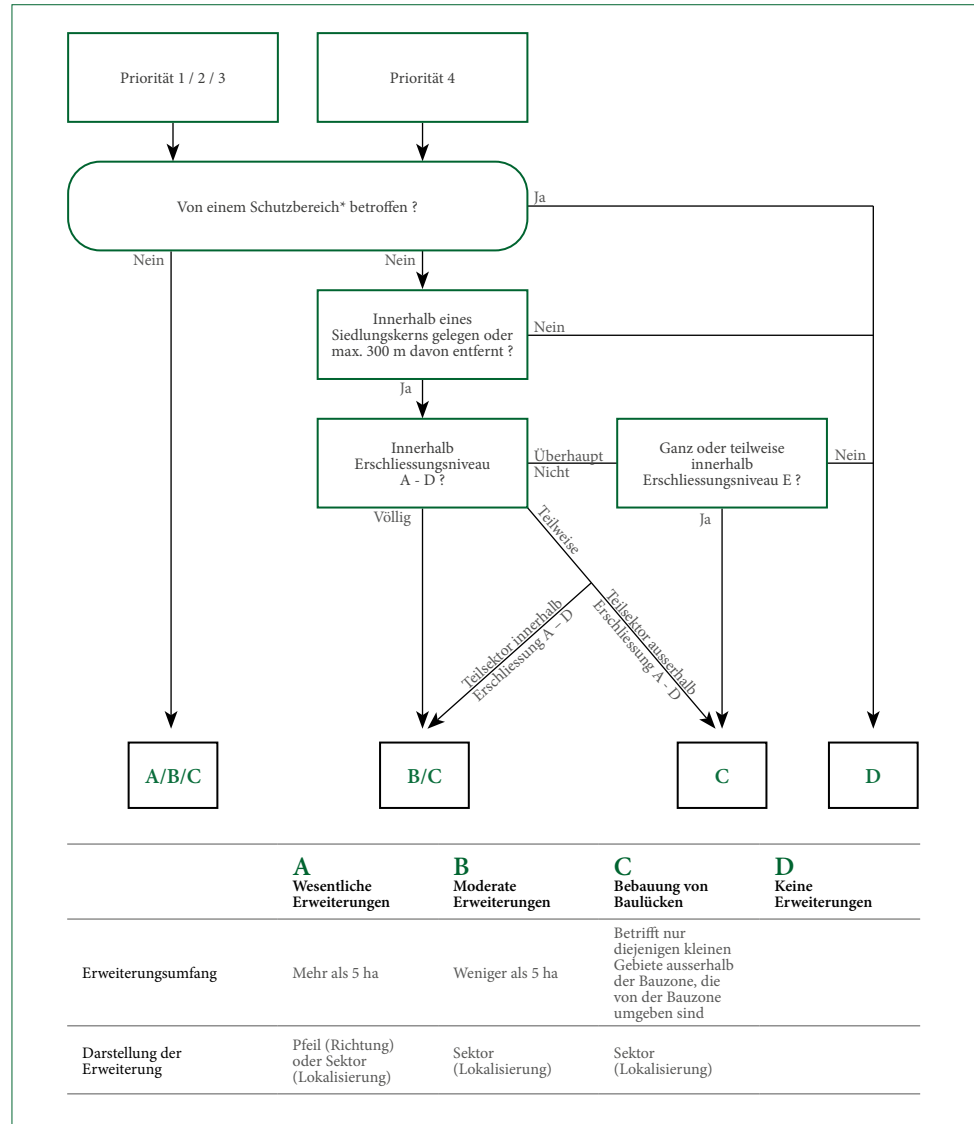 Priorität 1 / 2 / 3
Priorität 4
Von einem Schutzbereich* betroffen ?
Ja
Nein
Nein
Innerhalb eines
Siedlungskerns gelegen oder
max. 300 m davon entfernt ?
Nein
Ja
Innerhalb
Erschliessungsniveau
A - D ?
Überhaupt
Nicht
Ganz oder teilweise
innerhalb
Erschliessungsniveau E ?
Nein
Völlig
Teilweise
Ja
Teilsektor innerhalb
Erschliessung A – D
Teilsektor ausserhalb
Erschliessung A - D
A/B/C
B/C
C
D
A
Wesentliche
Erweiterungen
B
Moderate
Erweiterungen
C
Bebauung von
Baulücken
D
Keine
Erweiterungen
Erweiterungsumfang
Mehr als 5 ha
Weniger als 5 ha
Betrifft nur
diejenigen kleinen
Gebiete ausserhalb
der Bauzone, die
von der Bauzone
umgeben sind
Darstellung der
Erweiterung
Pfeil (Richtung)
oder Sektor
(Lokalisierung)
Sektor
(Lokalisierung)
Sektor
(Lokalisierung)